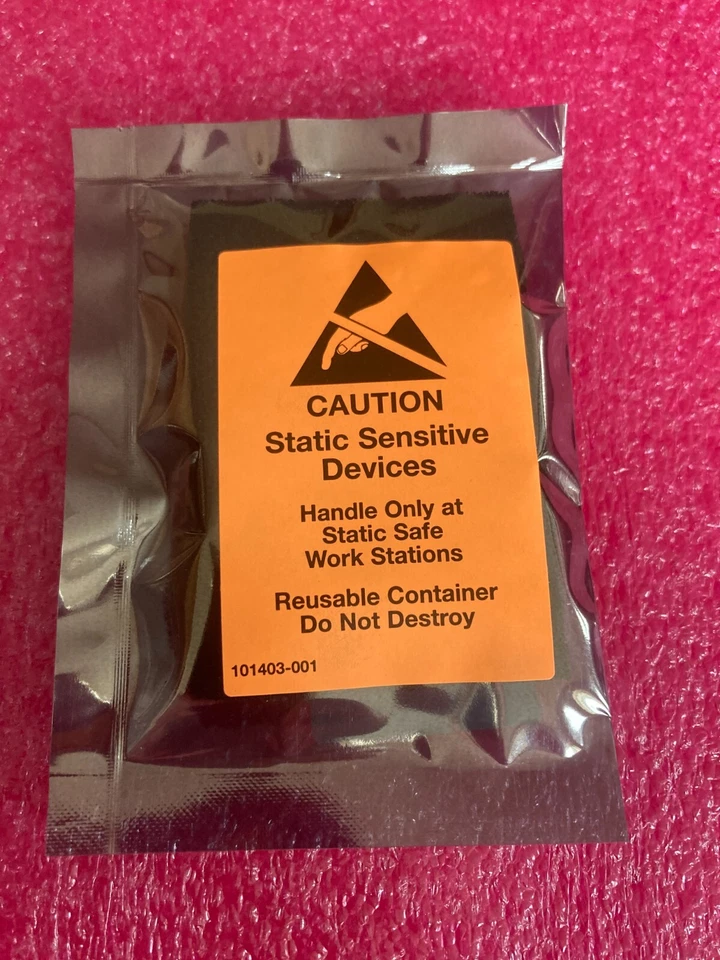 CAUTION
Static Sensitive
Devices
Handle Only at
Static Safe
Work Stations
Reusable Container
Do Not Destroy
101403-001